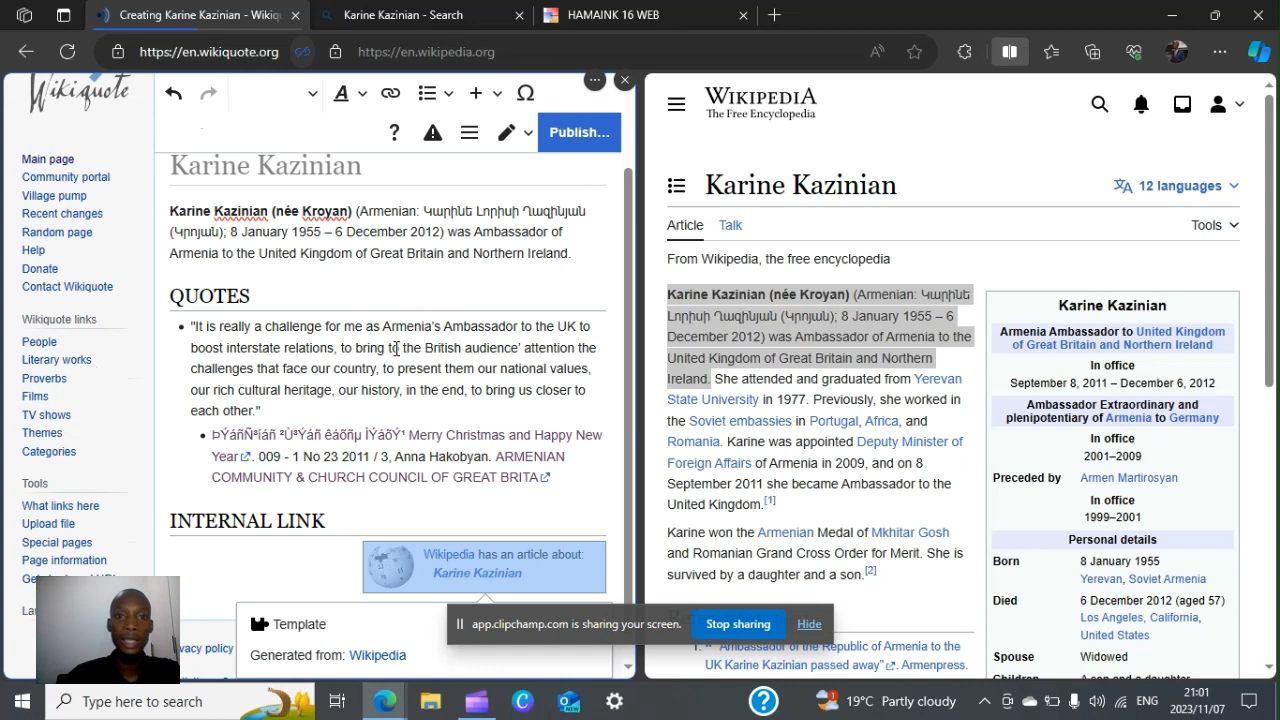 Creating Karine Kazinian - Wikiqu
Karine Kazinian - Search
HAMAINK 16 WEB
https://en.wikiquote.org
https://en.wikipedia.org
Wikiquote
Main page
Community portal
Village pump
Recent changes
Random page
Help
Donate
Contact Wikiquote
Wikiquote links
People
Literary works
Proverbs
Films
TV shows
Themes
Categories
Tools
What links here
Upload file
Special pages
Page information
Publish...
Karine Kazinian
Karine Kazinian (née Kroyan) (Armenian: Կարինե Լորիսի Ղազինյան
(Կրոյան); 8 January 1955 – 6 December 2012) was Ambassador of
Armenia to the United Kingdom of Great Britain and Northern Ireland.
QUOTES
"It is really a challenge for me as Armenia's Ambassador to the UK to
boost interstate relations, to bring to the British audience' attention the
challenges that face our country, to present them our national values,
our rich cultural heritage, our history, in the end, to bring us closer to
each other."
ÞÝáñÑ³íáñ ²Ù³Ýáñ êáõñµ ÌÝáõÝ¹ Merry Christmas and Happy New
Year. 009 - 1 No 23 2011 / 3, Anna Hakobyan. ARMENIAN
COMMUNITY & CHURCH COUNCIL OF GREAT BRITA
INTERNAL LINK
Wikipedia has an article about:
Karine Kazinian
Template
Generated from: Wikipedia
vacy policy
WIKIPEDIA
The Free Encyclopedia
Karine Kazinian
12 languages
Article
Talk
Tools
From Wikipedia, the free encyclopedia
Karine Kazinian (née Kroyan) (Armenian: Կարինե
Լորիսի Ղազինյան (Կրոյան); 8 January 1955 – 6
December 2012) was Ambassador of Armenia to the
United Kingdom of Great Britain and Northern
Ireland. She attended and graduated from Yerevan
State University in 1977. Previously, she worked in
the Soviet embassies in Portugal, Africa, and
Romania. Karine was appointed Deputy Minister of
Foreign Affairs of Armenia in 2009, and on 8
September 2011 she became Ambassador to the
United Kingdom.[1]
Karine won the Armenian Medal of Mkhitar Gosh
and Romanian Grand Cross Order for Merit. She is
survived by a daughter and a son.[2]
1. ^ "Ambassador of the Republic of Armenia to the
UK Karine Kazinian passed away". Armenpress.
Karine Kazinian
Armenia Ambassador to United Kingdom
of Great Britain and Northern Ireland
In office
September 8, 2011 – December 6, 2012
Ambassador Extraordinary and
plenipotentiary of Armenia to Germany
In office
2001–2009
Preceded by Armen Martirosyan
In office
1999–2001
Personal details
Born 8 January 1955
Yerevan, Soviet Armenia
Died 6 December 2012 (aged 57)
Los Angeles, California,
United States
Spouse Widowed
app.clipchamp.com is sharing your screen.
Stop sharing
Hide
Type here to search
19°C Partly cloudy
ENG
21:01
2023/11/07